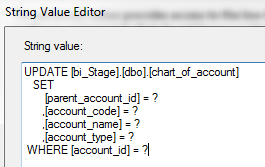 String Value Editor
String value:
UPDATE [bi_Stage].[dbo].[chart_of_account]
SET
[parent_account_id] = ?
,[account_code] = ?
,[account_name] = ?
,[account_type] = ?
WHERE [account_id] = ?